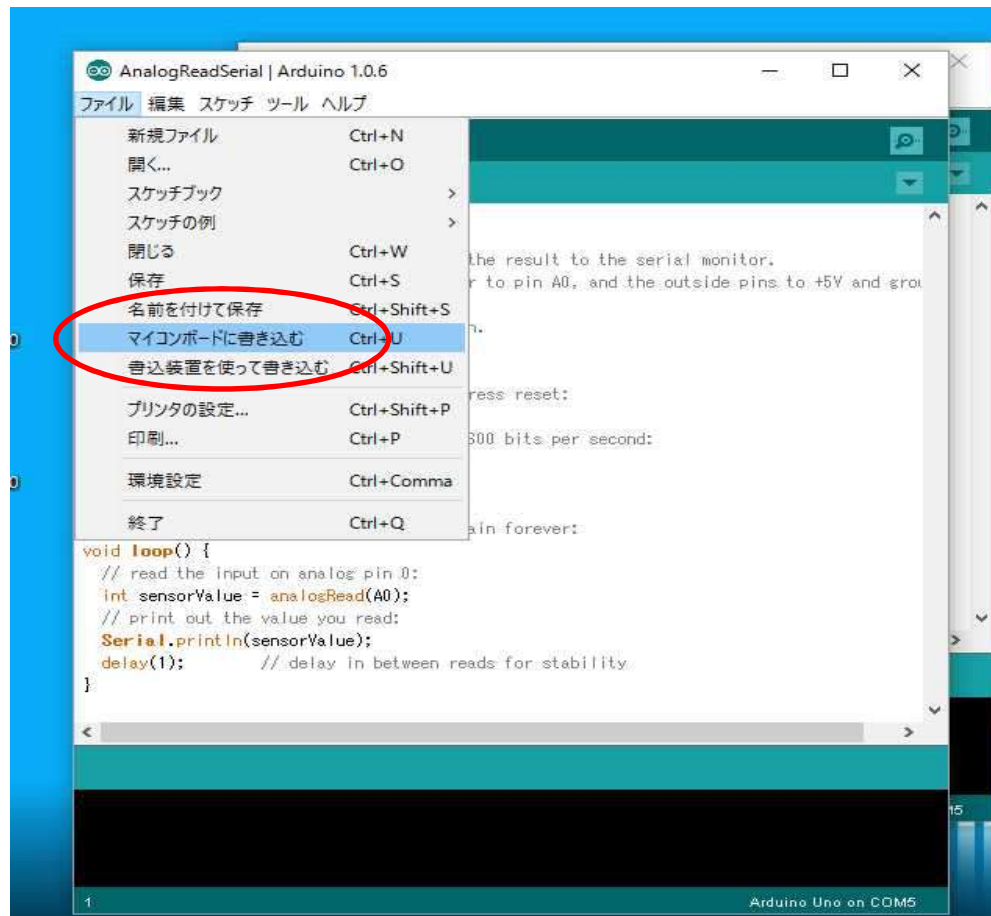 AnalogReadSerial | Arduino 1.0.6
ファイル 編集 スケッチ ツール ヘルプ
新規ファイル Ctrl+N
開く... Ctrl+O
スケッチブック >
スケッチの例 >
閉じる Ctrl+W
the result to the serial monitor.
保存 Ctrl+S
r to pin A0, and the outside pins to +5V and grou
名前を付けて保存 Ctrl+Shift+S
マイコンボードに書き込む Ctrl+U
n.
書込装置を使って書き込む Ctrl+Shift+U
ress reset:
プリンタの設定... Ctrl+Shift+P
印刷... Ctrl+P
600 bits per second:
環境設定 Ctrl+Comma
終了 Ctrl+Q
ain forever:
void loop() {
// read the input on analog pin 0:
int sensorValue = analogRead(A0);
// print out the value you read:
Serial.println(sensorValue);
delay(1);        // delay in between reads for stability
}
1
Arduino Uno on COM5